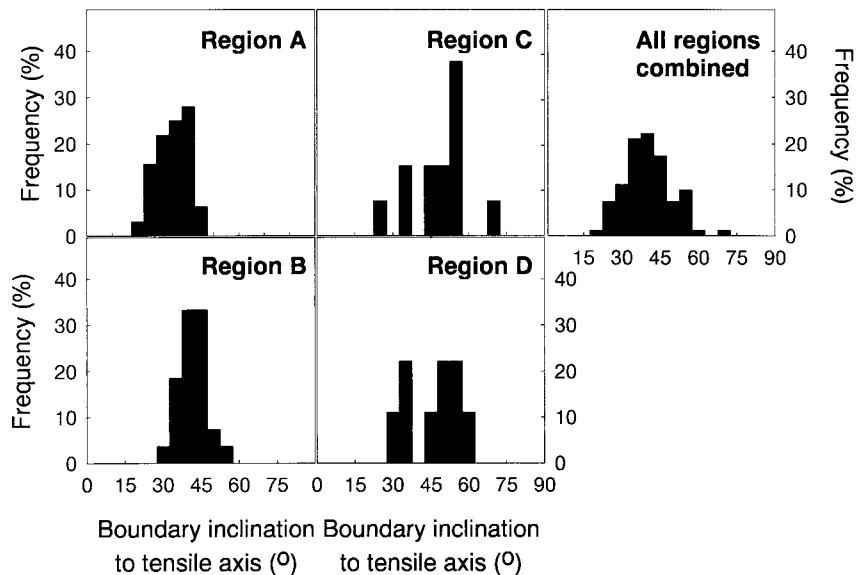 Region A
Region C
All regions
combined
Frequency (%)
40
30
20
10
0
40
30
20
10
0
Frequency (%)
15 30 45 60 75 90
Region B
Region D
Frequency (%)
40
30
20
10
0
40
30
20
10
0
0 15 30 45 60 75
0 15 30 45 60 75 90
Boundary inclination
to tensile axis (º)
Boundary inclination
to tensile axis (º)